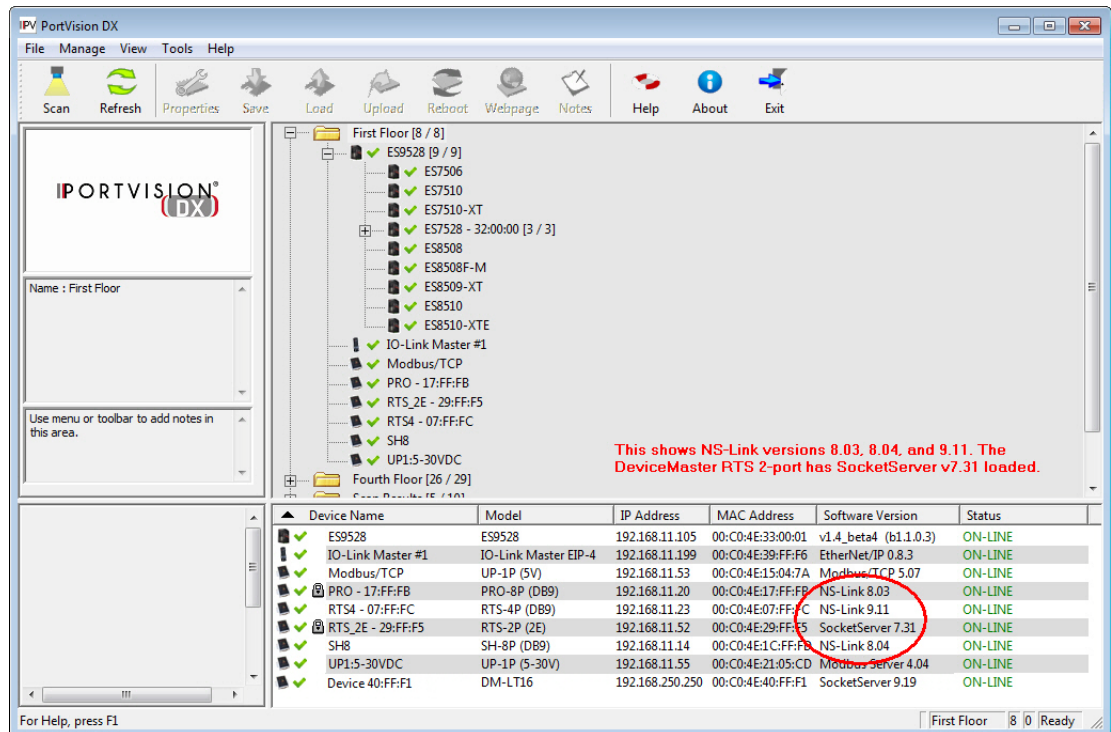 IPV PortVision DX
File Manage View Tools Help
Scan Refresh Properties Save Load Upload Reboot Webpage Notes Help About Exit
PORTVISION®
(DX)
Name : First Floor
Use menu or toolbar to add notes in
this area.
First Floor [8 / 8]
ES9528 [9 / 9]
ES7506
ES7510
ES7510-XT
ES7528 - 32:00:00 [3 / 3]
ES8508
ES8508F-M
ES8509-XT
ES8510
ES8510-XTE
IO-Link Master #1
Modbus/TCP
PRO - 17:FF:FB
RTS_2E - 29:FF:F5
RTS4 - 07:FF:FC
SH8
UP1:5-30VDC
Fourth Floor [26 / 29]
This shows NS-Link versions 8.03, 8.04, and 9.11. The
DeviceMaster RTS 2-port has SocketServer v7.31 loaded.
Device Name Model IP Address MAC Address Software Version Status
ES9528 ES9528 192.168.11.105 00:C0:4E:33:00:01 v1.4_beta4 (b1.1.0.3) ON-LINE
IO-Link Master #1 IO-Link Master EIP-4 192.168.11.199 00:C0:4E:39:FF:F6 EtherNet/IP 0.8.3 ON-LINE
Modbus/TCP UP-1P (5V) 192.168.11.53 00:C0:4E:15:04:7A Modbus/TCP 5.07 ON-LINE
PRO - 17:FF:FB PRO-8P (DB9) 192.168.11.20 00:C0:4E:17:FF:FB NS-Link 8.03 ON-LINE
RTS4 - 07:FF:FC RTS-4P (DB9) 192.168.11.23 00:C0:4E:07:FF:FC NS-Link 9.11 ON-LINE
RTS_2E - 29:FF:F5 RTS-2P (2E) 192.168.11.52 00:C0:4E:29:FF:F5 SocketServer 7.31 ON-LINE
SH8 SH-8P (DB9) 192.168.11.14 00:C0:4E:1C:FF:FB NS-Link 8.04 ON-LINE
UP1:5-30VDC UP-1P (5-30V) 192.168.11.55 00:C0:4E:21:05:CD Modbus Server 4.04 ON-LINE
Device 40:FF:F1 DM-LT16 192.168.250.250 00:C0:4E:40:FF:F1 SocketServer 9.19 ON-LINE
For Help, press F1
First Floor 8 0 Ready